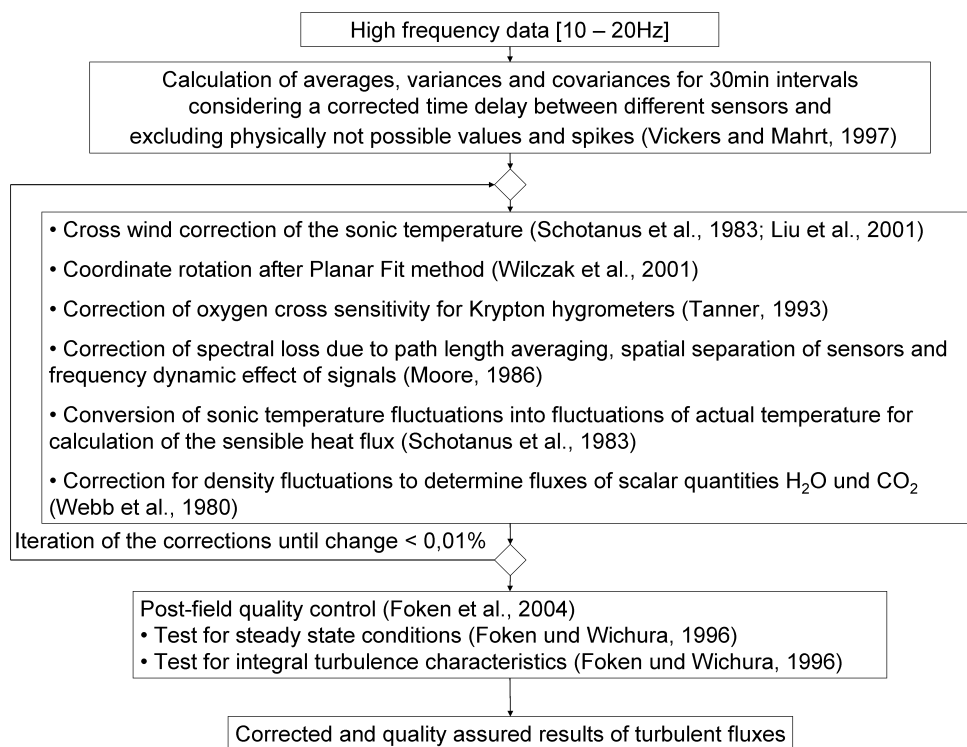 High frequency data [10 – 20Hz]
Calculation of averages, variances and covariances for 30min intervals
considering a corrected time delay between different sensors and
excluding physically not possible values and spikes (Vickers and Mahrt, 1997)
• Cross wind correction of the sonic temperature (Schotanus et al., 1983; Liu et al., 2001)
• Coordinate rotation after Planar Fit method (Wilczak et al., 2001)
• Correction of oxygen cross sensitivity for Krypton hygrometers (Tanner, 1993)
• Correction of spectral loss due to path length averaging, spatial separation of sensors and
frequency dynamic effect of signals (Moore, 1986)
• Conversion of sonic temperature fluctuations into fluctuations of actual temperature for
calculation of the sensible heat flux (Schotanus et al., 1983)
• Correction for density fluctuations to determine fluxes of scalar quantities H₂O und CO₂
(Webb et al., 1980)
Iteration of the corrections until change < 0,01%
Post-field quality control (Foken et al., 2004)
• Test for steady state conditions (Foken und Wichura, 1996)
• Test for integral turbulence characteristics (Foken und Wichura, 1996)
Corrected and quality assured results of turbulent fluxes